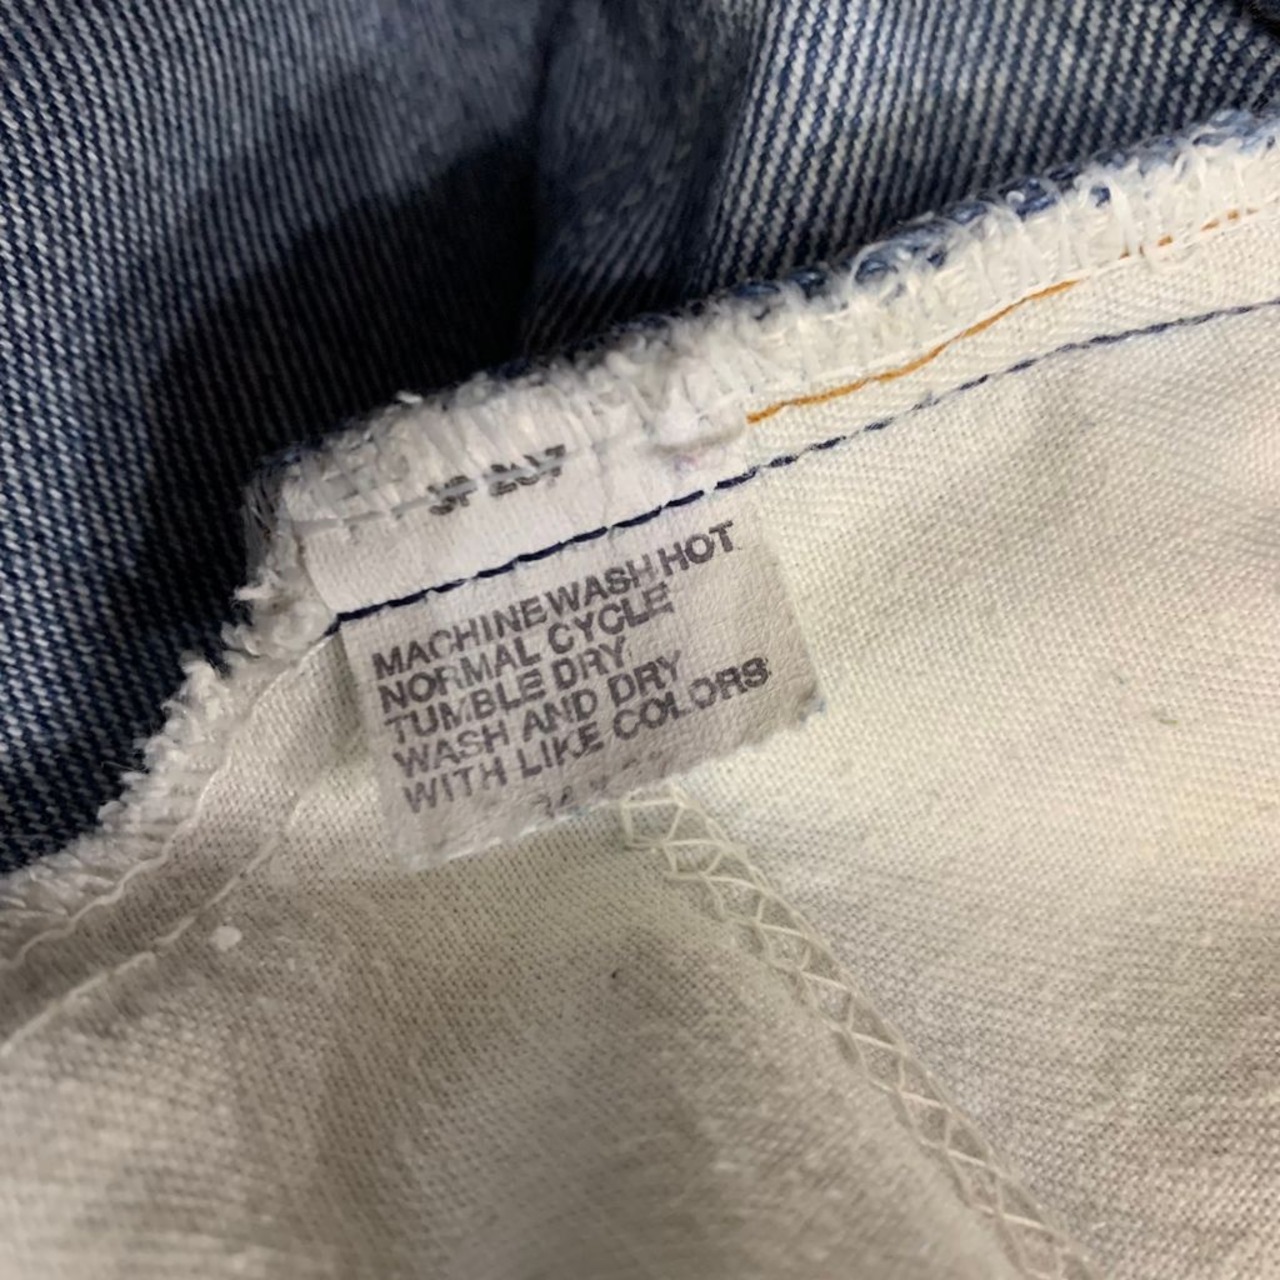 MACHINE WASH HOT
NORMAL CYCLE
TUMBLE DRY
WASH AND DRY
WITH LIKE COLORS